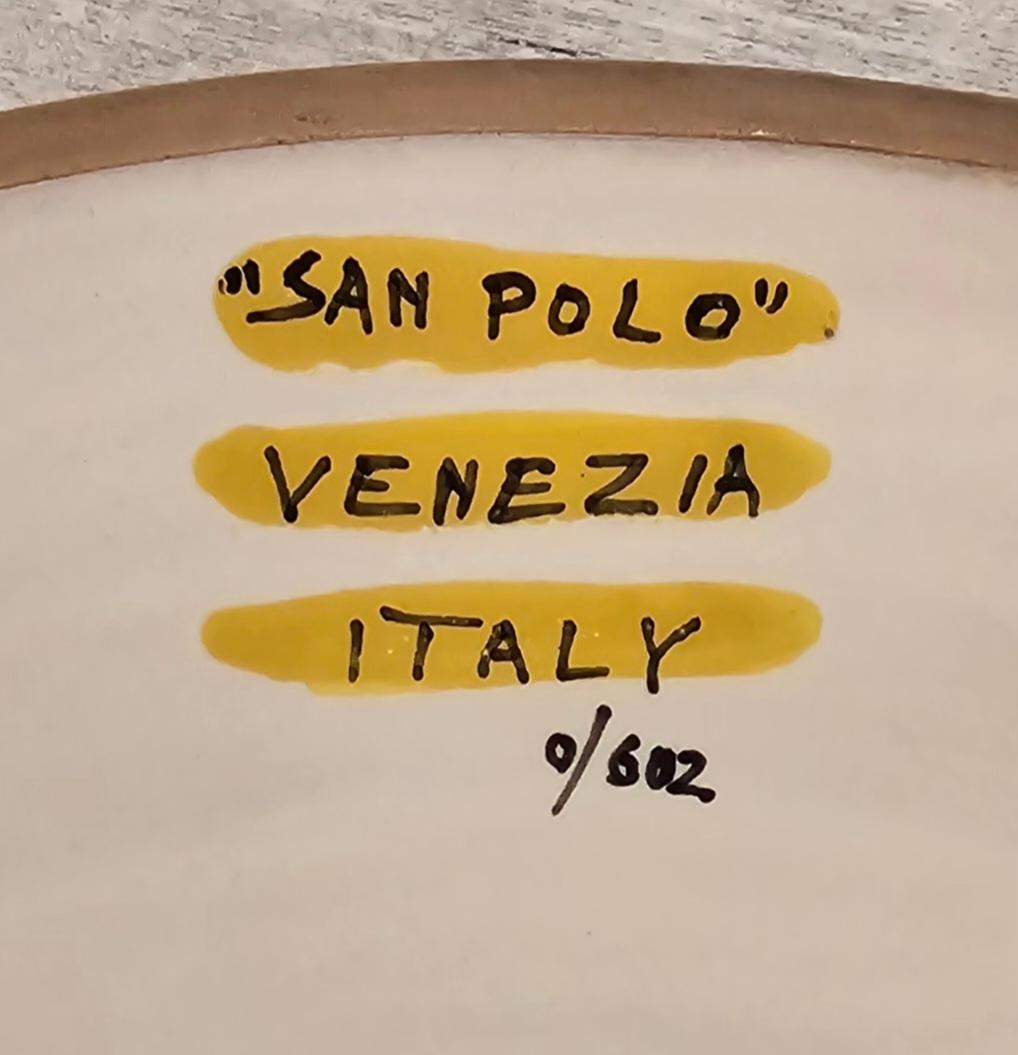 "SAN POLO"
VENEZIA
ITALY
0/602